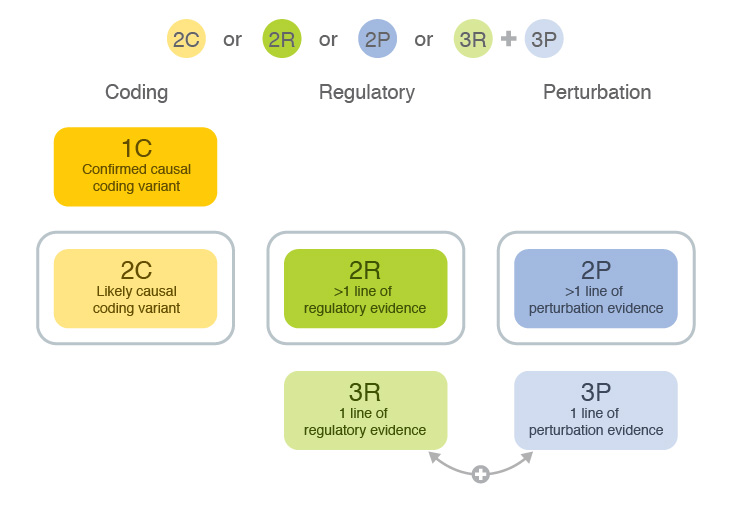 2C or 2R or 2P or 3R + 3P
Coding Regulatory Perturbation
1C
Confirmed causal
coding variant
2C
Likely causal
coding variant
2R
>1 line of
regulatory evidence
2P
>1 line of
perturbation evidence
3R
1 line of
regulatory evidence
3P
1 line of
perturbation evidence
+